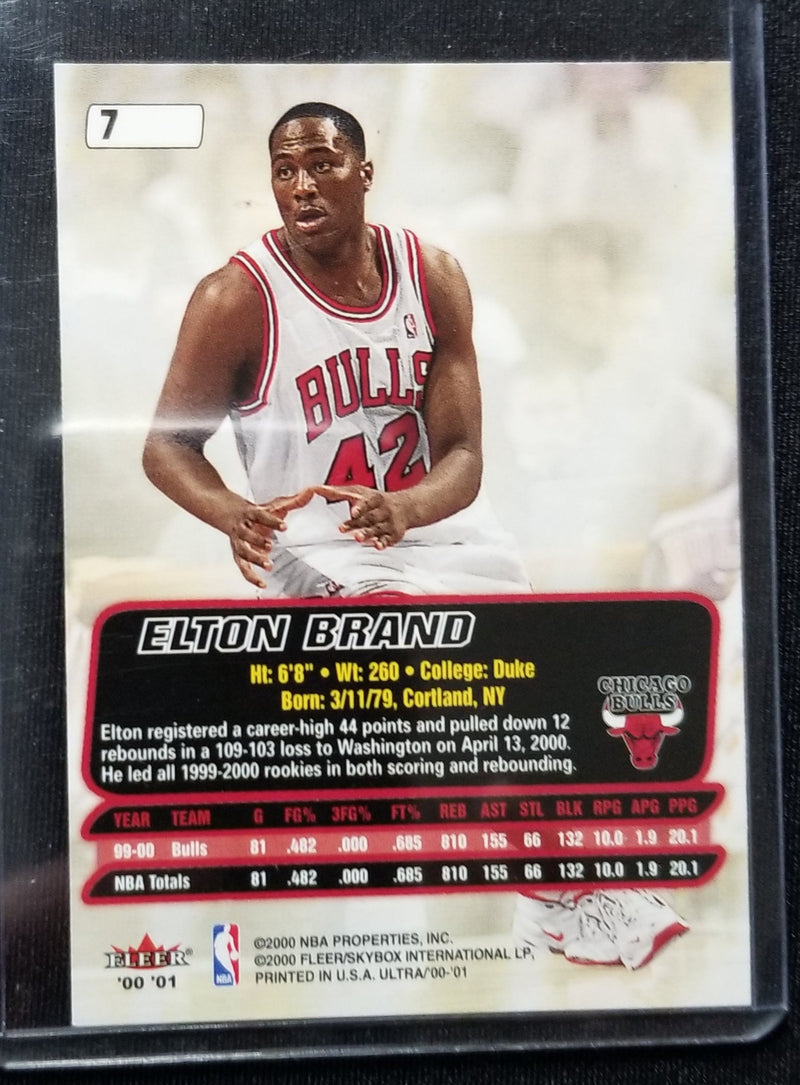 7
BULLS
42
ELTON BRAND
Ht: 6'8" • Wt: 260 • College: Duke
Born: 3/11/79, Cortland, NY
CHICAGO
BULLS
Elton registered a career-high 44 points and pulled down 12
rebounds in a 109-103 loss to Washington on April 13, 2000.
He led all 1999-2000 rookies in both scoring and rebounding.
YEAR TEAM G FG% 3FG% FT% REB AST STL BLK RPG APG PPG
99-00 Bulls 81 .482 .000 .685 810 155 66 132 10.0 1.9 20.1
NBA Totals 81 .482 .000 .685 810 155 66 132 10.0 1.9 20.1
FLEER®
'00 '01
NBA
©2000 NBA PROPERTIES, INC.
©2000 FLEER/SKYBOX INTERNATIONAL LP,
PRINTED IN U.S.A. ULTRA/'00-'01